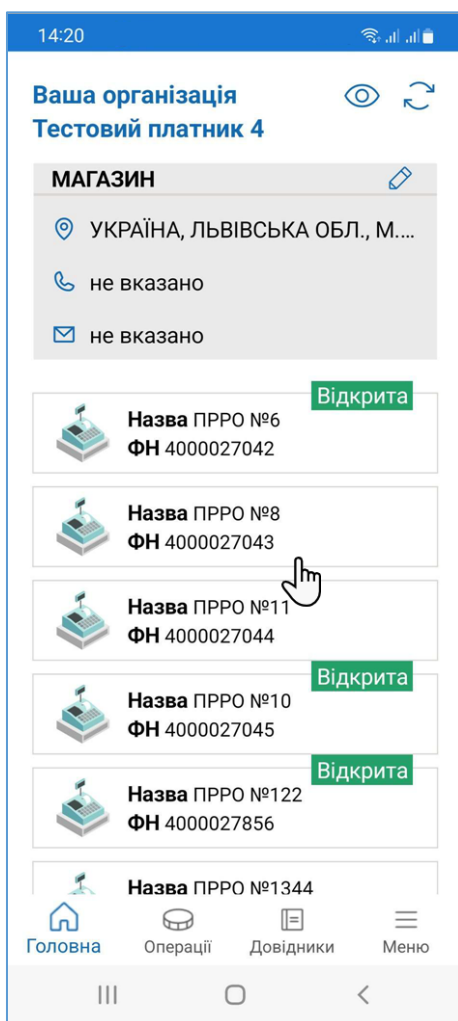 14:20
Ваша організація
Тестовий платник 4
МАГАЗИН
УКРАЇНА, ЛЬВІВСЬКА ОБЛ., М....
не вказано
не вказано
Відкрита
Назва ПРРО №6
ФН 4000027042
Назва ПРРО №8
ФН 4000027043
Назва ПРРО №11
ФН 4000027044
Відкрита
Назва ПРРО №10
ФН 4000027045
Відкрита
Назва ПРРО №122
ФН 4000027856
Назва ПРРО №1344
Головна Операції Довідники Меню